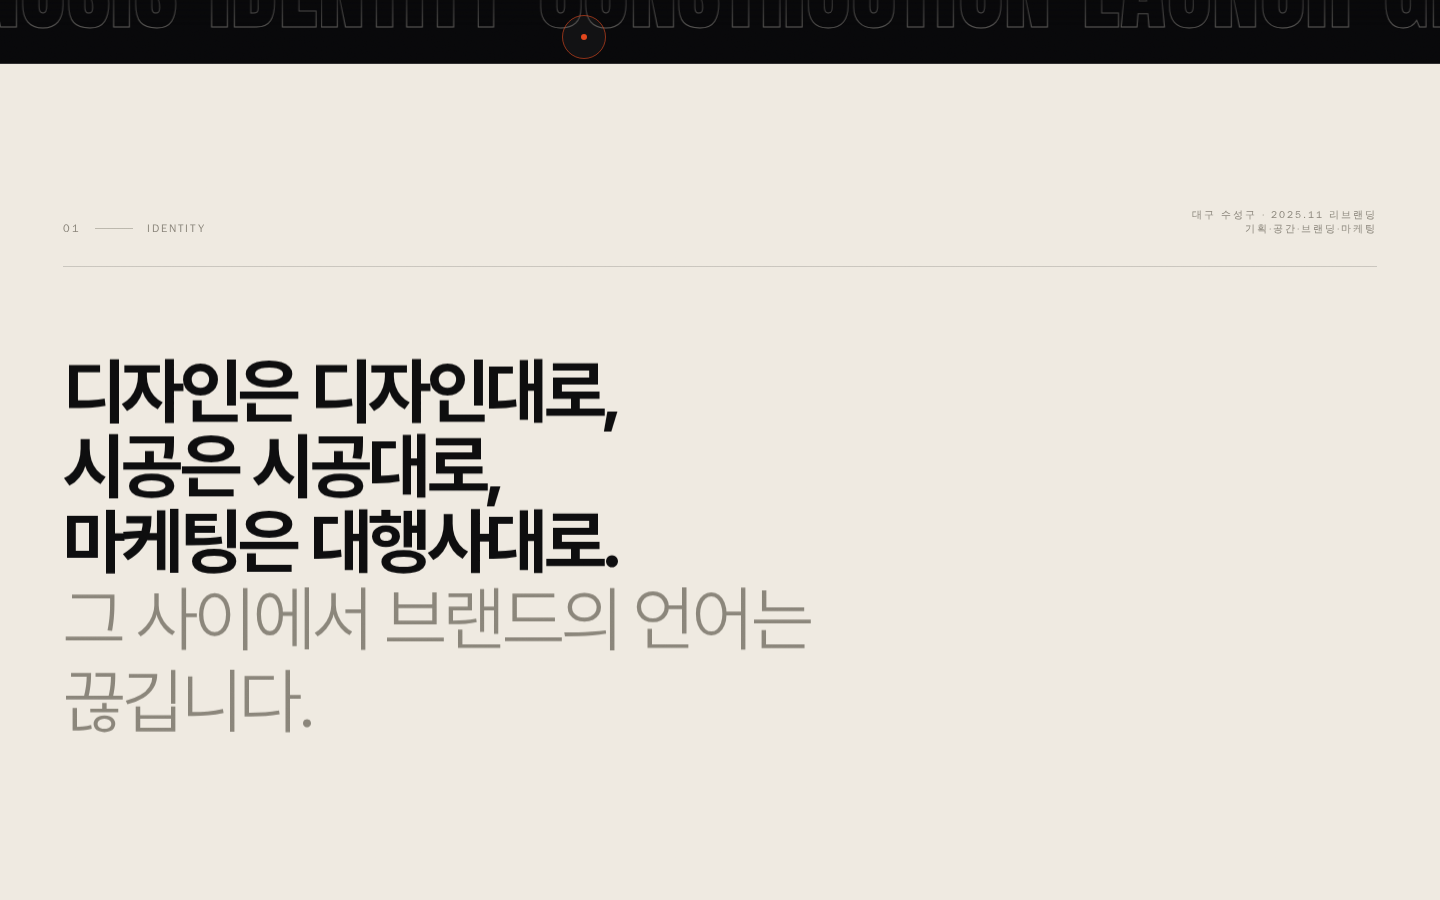 IDENTITY CONSTRUCTION LAUNCH
01 IDENTITY
대구 수성구 · 2025.11 리브랜딩
기획·공간·브랜딩·마케팅
디자인은 디자인대로,
시공은 시공대로,
마케팅은 대행사대로.
그 사이에서 브랜드의 언어는
끊깁니다.